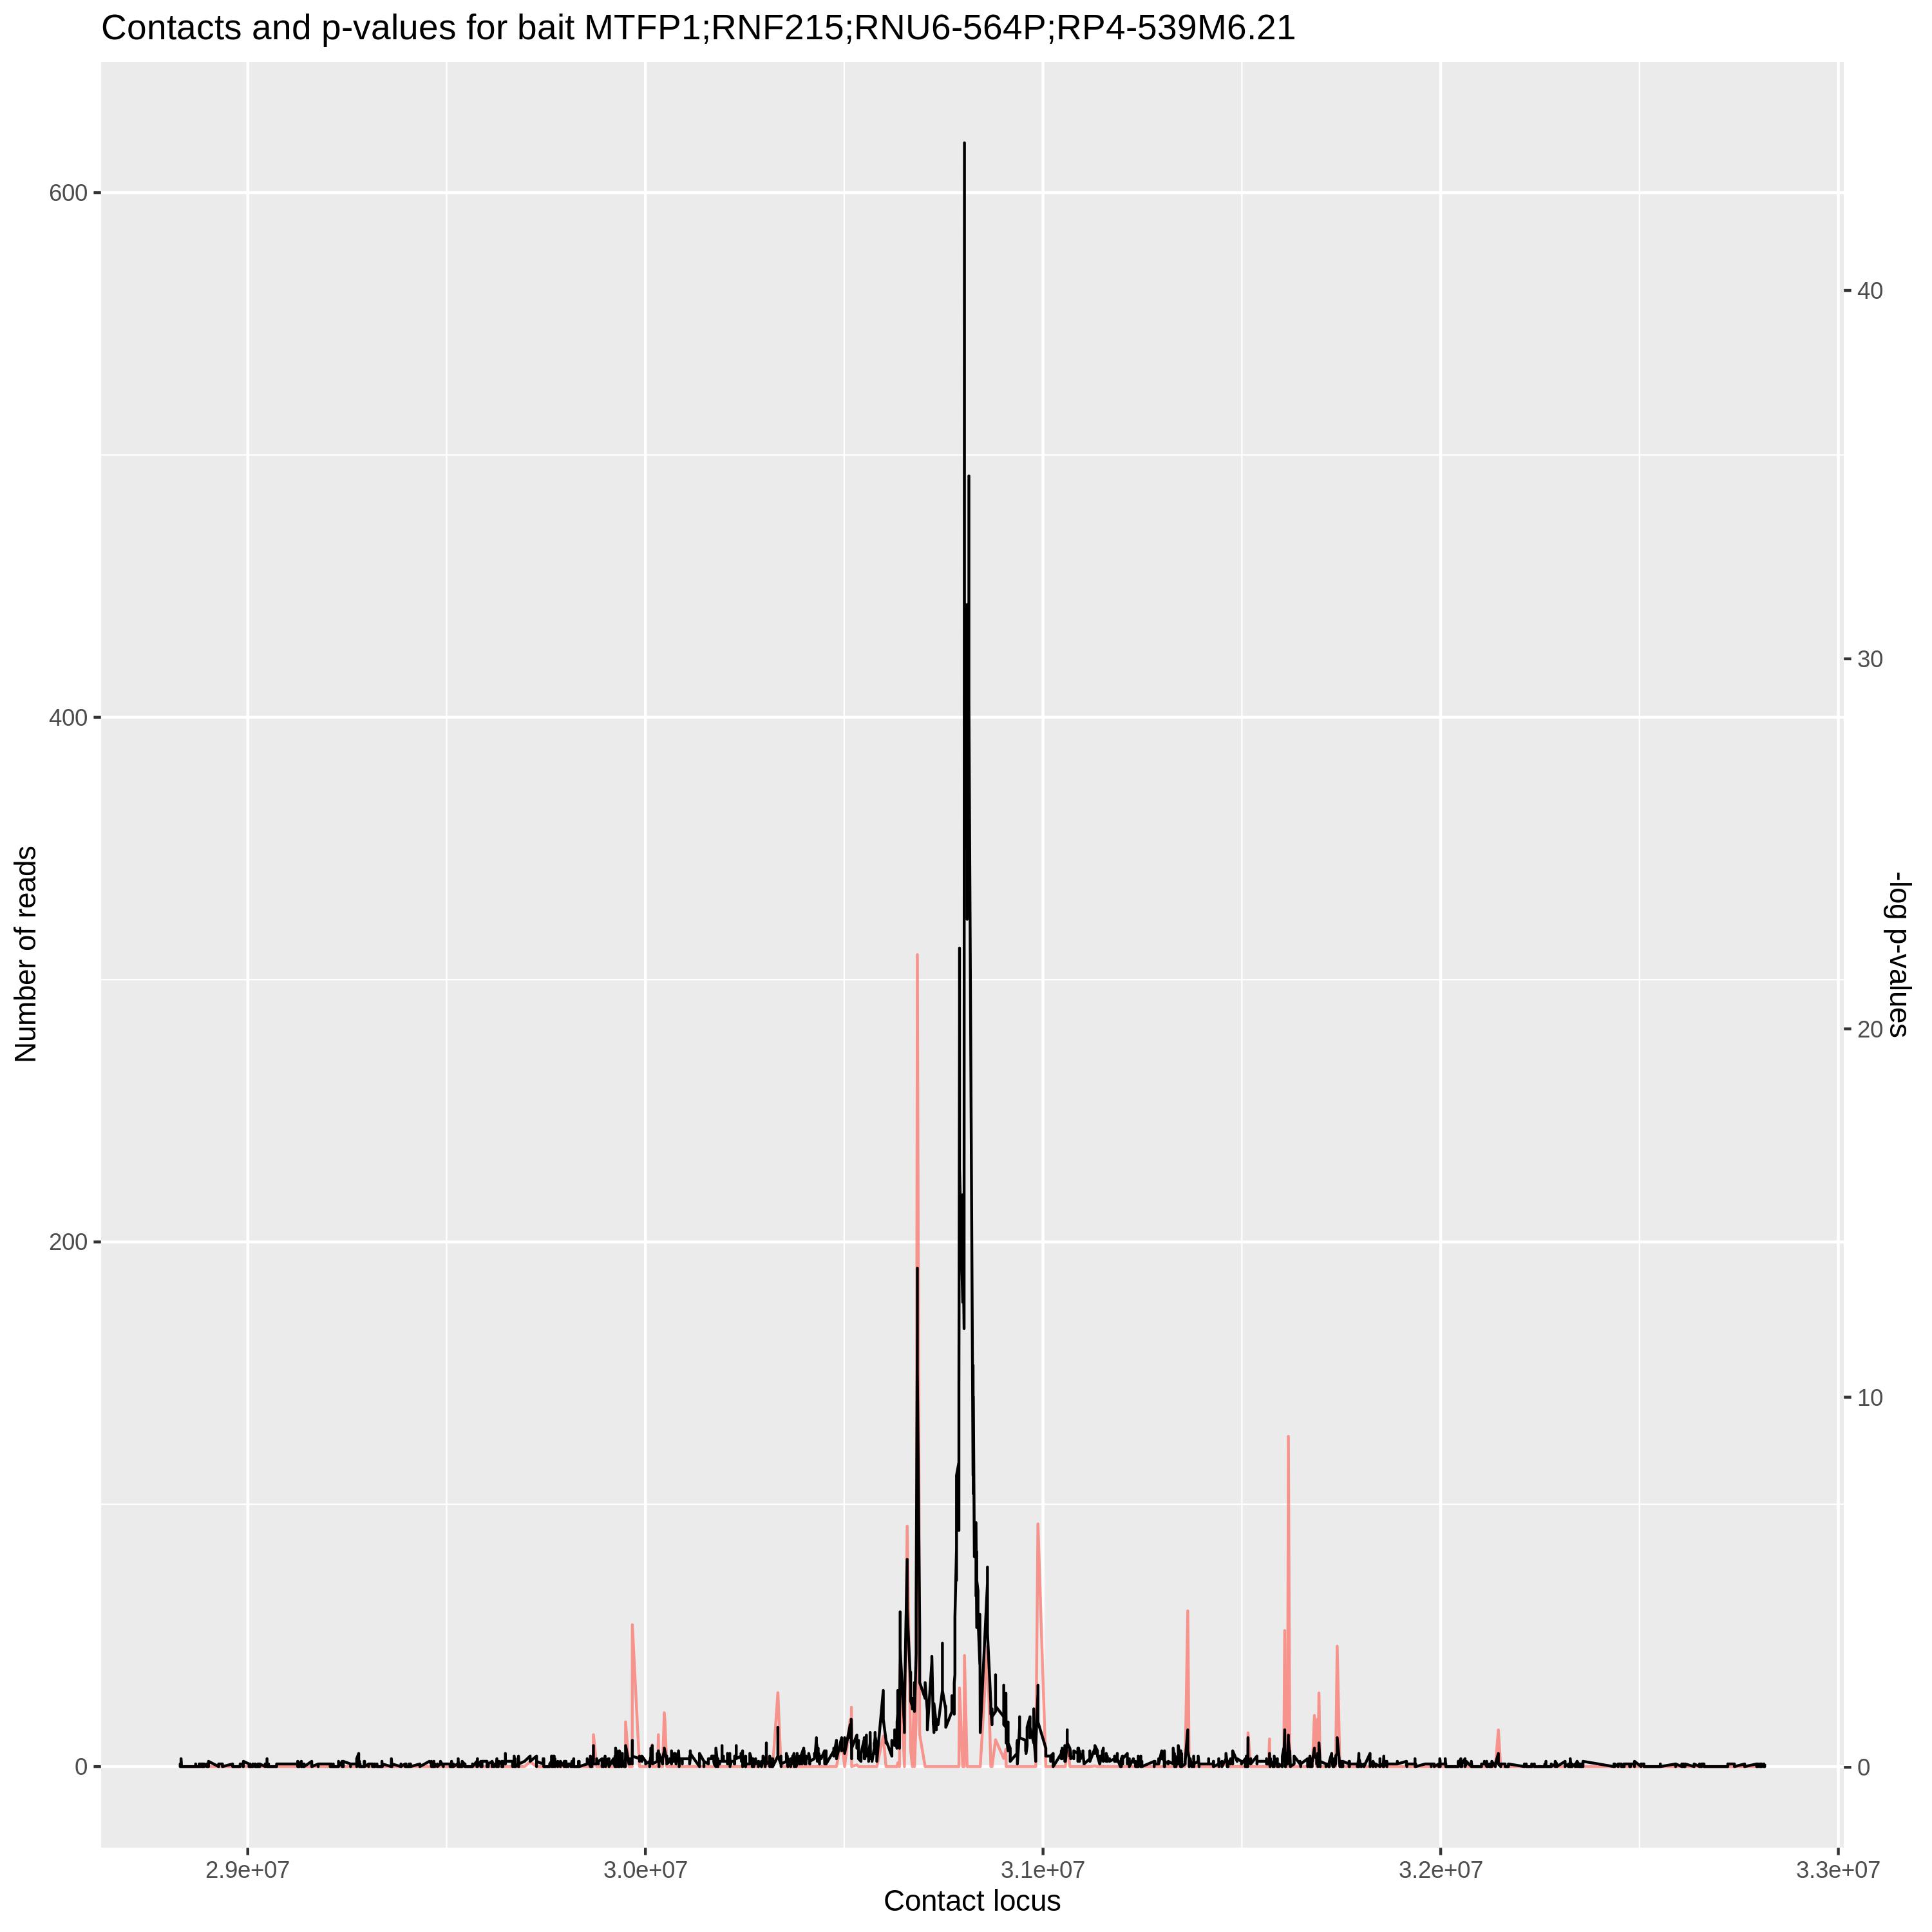 Contacts and p-values for bait MTFP1;RNF215;RNU6-564P;RP4-539M6.21
600
400
200
0
Number of reads
40
30
20
10
0
-log p-values
2.9e+07
3.0e+07
3.1e+07
3.2e+07
3.3e+07
Contact locus